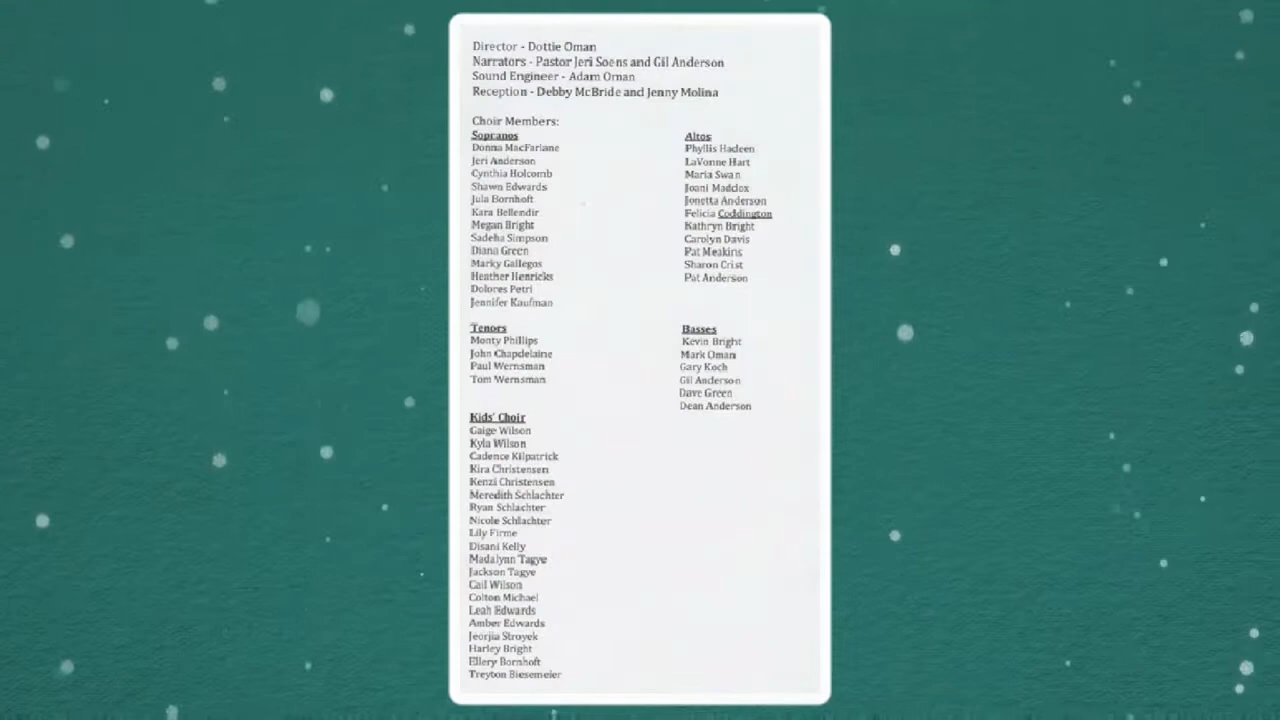 Director - Dottie Oman
Narrators - Pastor Jeri Soens and Gil Anderson
Sound Engineer - Adam Oman
Reception - Debby McBride and Jenny Molina
Choir Members:
Sopranos
Donna MacFarlane
Jeri Anderson
Cynthia Holcomb
Shawn Edwards
Jula Bornhoft
Kara Bellendir
Megan Bright
Sadeha Simpson
Diana Green
Marky Gallegos
Heather Henricks
Dolores Petri
Jennifer Kaufman
Altos
Phyllis Hadeen
LaVonne Hart
Maria Swan
Joani Maddox
Jonetta Anderson
Felicia Coddington
Kathryn Bright
Carolyn Davis
Pat Meakins
Sharon Crist
Pat Anderson
Tenors
Monty Phillips
John Chapdelaine
Paul Wernsman
Tom Wernsman
Basses
Kevin Bright
Mark Oman
Gary Koch
Gil Anderson
Dave Green
Dean Anderson
Kids' Choir
Gaige Wilson
Kyla Wilson
Cadence Kilpatrick
Kira Christensen
Kenzi Christensen
Meredith Schlachter
Ryan Schlachter
Nicole Schlachter
Lily Firme
Disani Kelly
Madalynn Tagye
Jackson Tagye
Cail Wilson
Colton Michael
Leah Edwards
Amber Edwards
Jeorjia Stroyek
Harley Bright
Ellery Bornhoft
Treyton Biesemeier